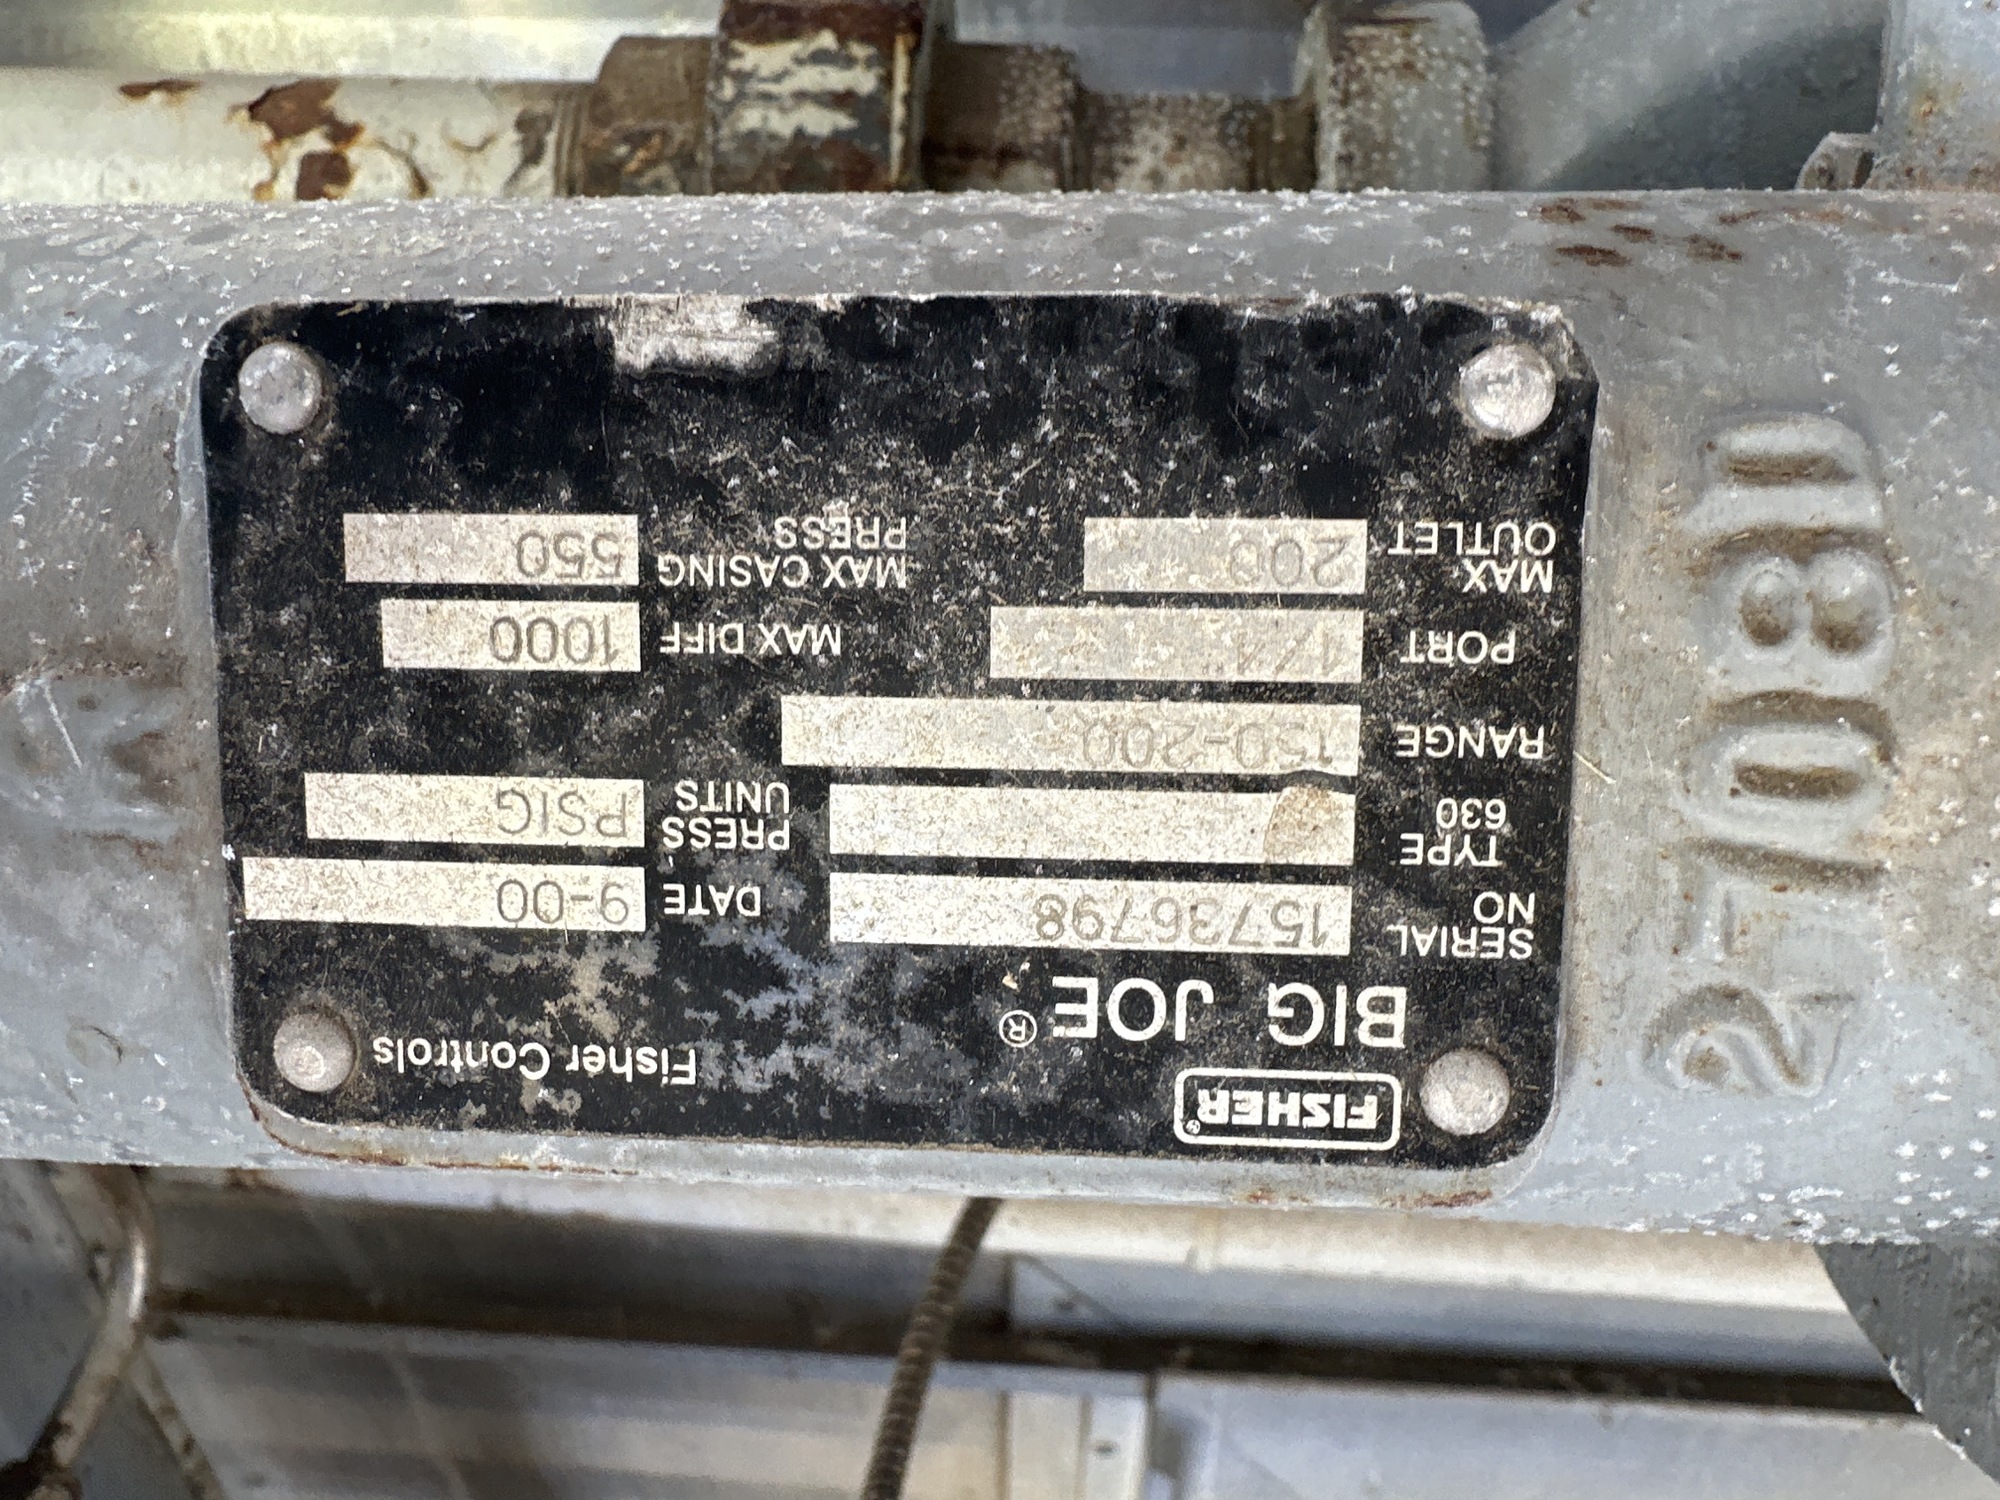 FISHER
Fisher Controls
BIG JOE®
SERIAL NO 15736798
DATE 9-00
TYPE 630
PRESS UNITS PSIG
RANGE 150-200
PORT 1/4
MAX DIFF 1000
MAX OUTLET 200
MAX CASING PRESS 550